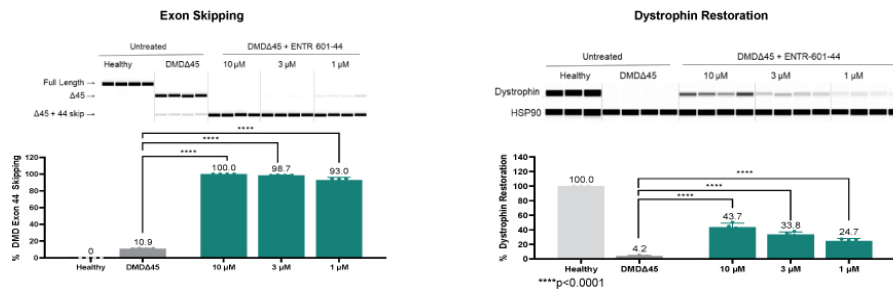 Exon Skipping
Untreated
DMDΔ45 + ENTR 601-44
Healthy
DMDΔ45
10 µM
3 µM
1 µM
Full Length →
Δ45 →
Δ45 + 44 skip →
****
****
****
% DMD Exon 44 Skipping
120
100
80
60
40
20
0
0
10.9
100.0
98.7
93.0
Healthy
DMDΔ45
10 µM
3 µM
1 µM
Dystrophin Restoration
Untreated
DMDΔ45 + ENTR-601-44
Healthy
DMDΔ45
10 µM
3 µM
1 µM
Dystrophin
HSP90
% Dystrophin Restoration
140
120
100
80
60
40
20
0
****
****
****
100.0
4.2
43.7
33.8
24.7
Healthy
DMDΔ45
10 µM
3 µM
1 µM
****p<0.0001